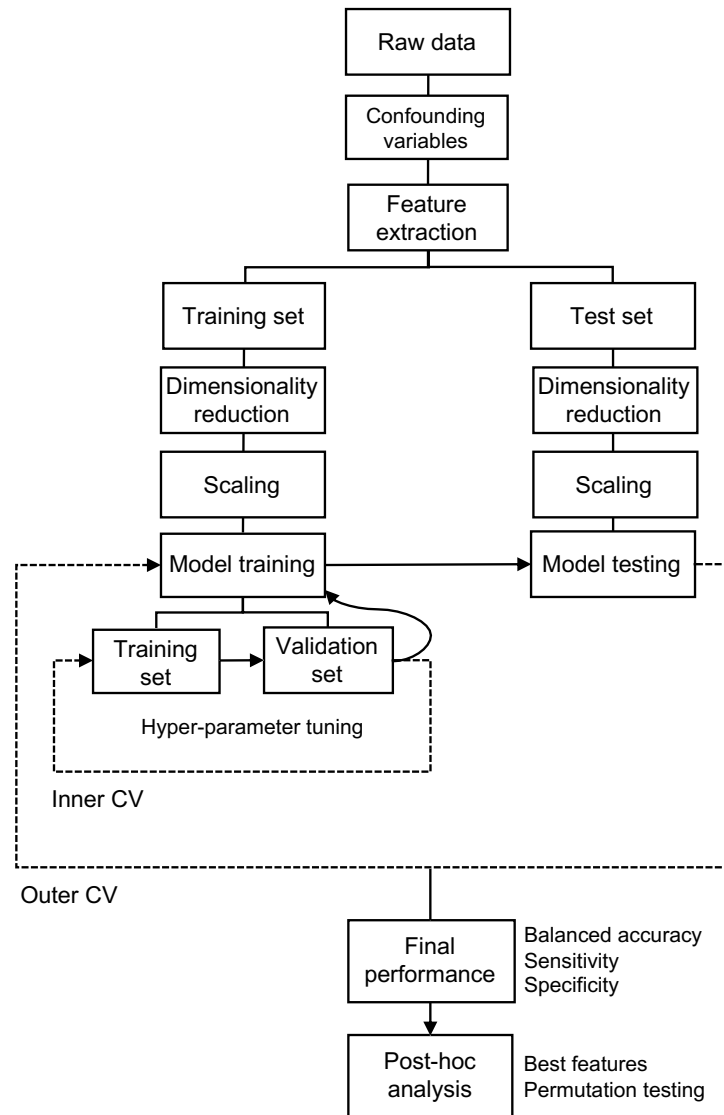 Raw data
Confounding
variables
Feature
extraction
Training set
Test set
Dimensionality
reduction
Dimensionality
reduction
Scaling
Scaling
Model training
Model testing
Training
set
Validation
set
Hyper-parameter tuning
Inner CV
Outer CV
Final
performance
Balanced accuracy
Sensitivity
Specificity
Post-hoc
analysis
Best features
Permutation testing